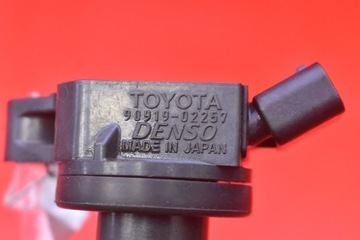 TOYOTA
90919-02257
DENSO
MADE IN JAPAN